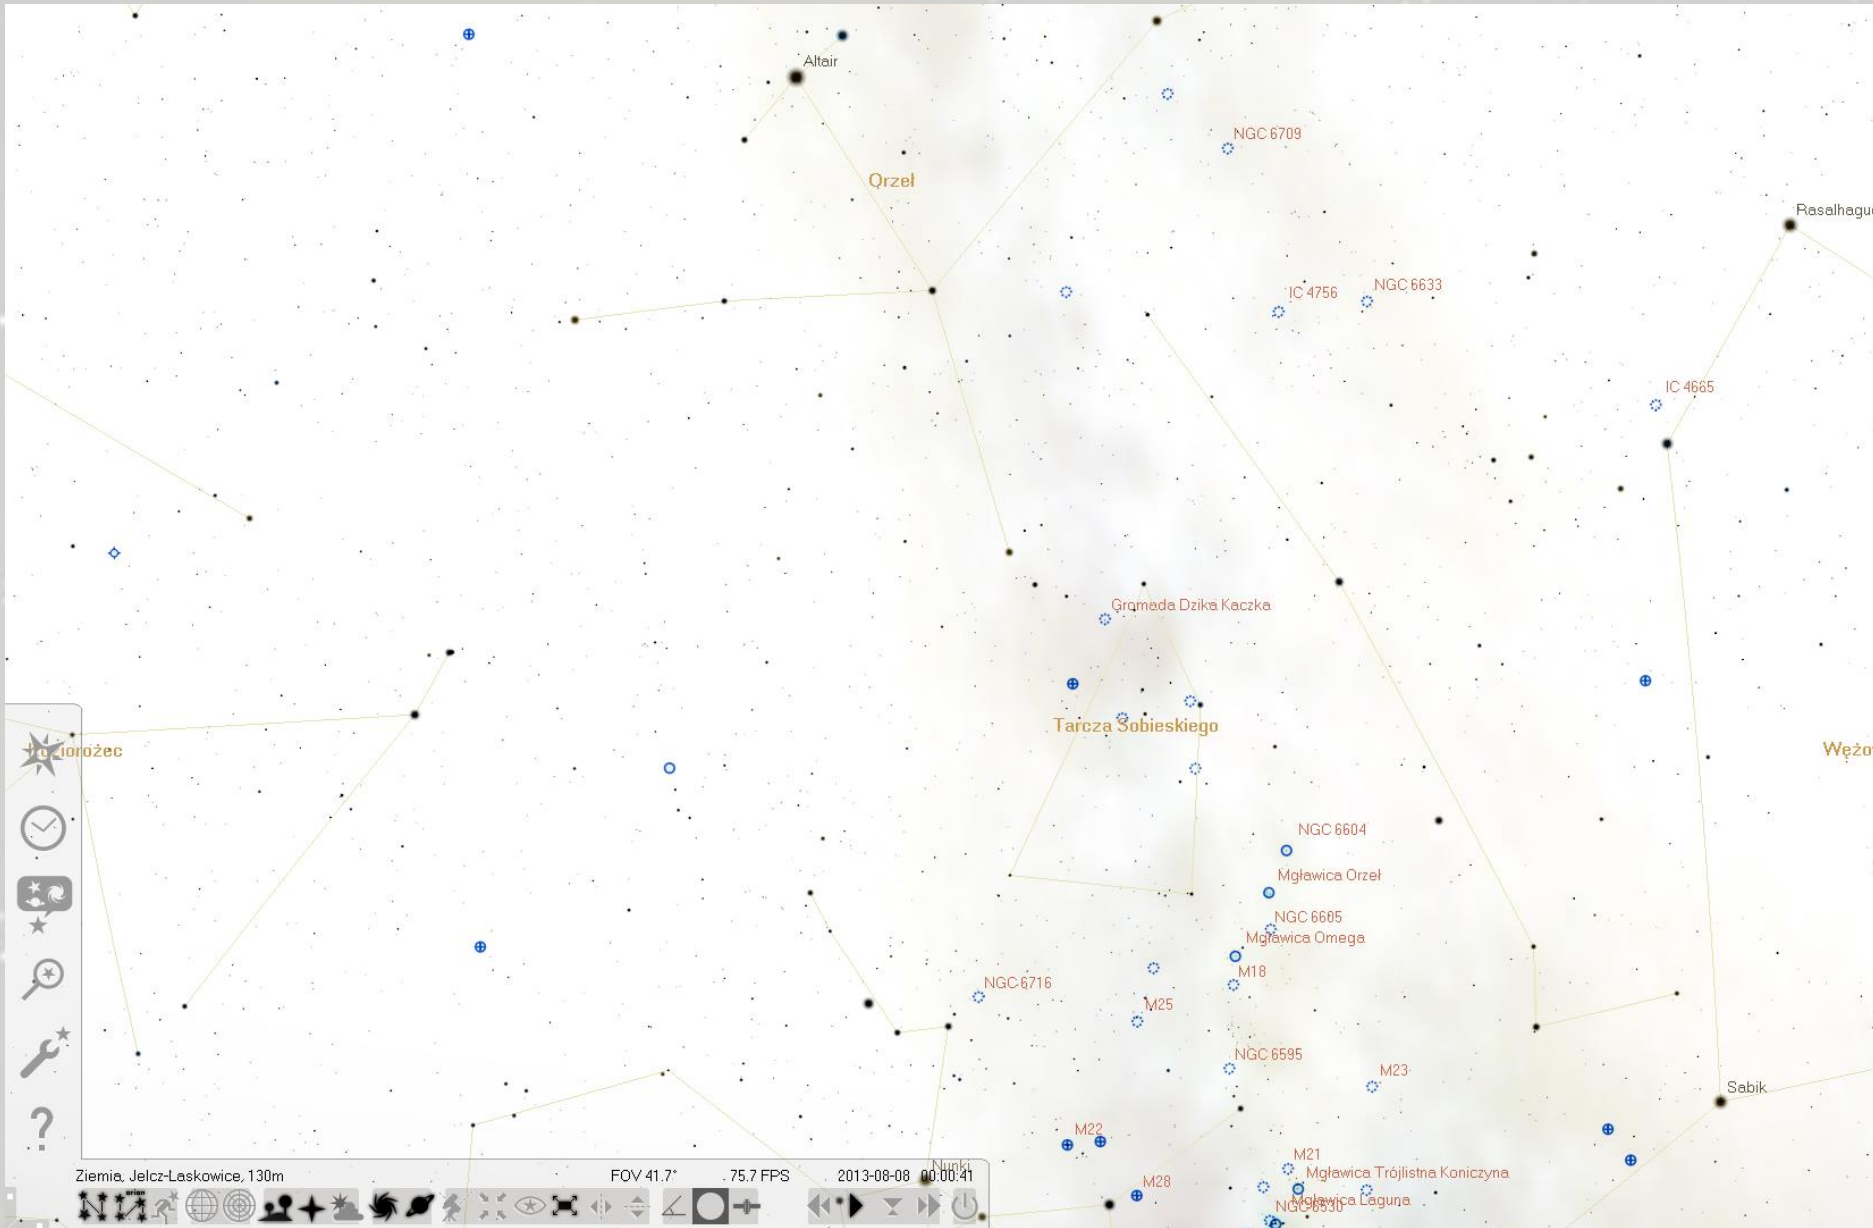 Altair
NGC 6709
Orzeł
Rasalhagu
IC 4756
NGC 6633
IC 4665
Gromada Dzika Kaczka
Tarcza Sobieskiego
Wężo
NGC 6604
Mgławica Orzeł
NGC 6605
Mgławica Omega
M18
NGC 6716
M25
NGC 6595
M23
Sabik
M22
M21
Mgławica Trójlistna Koniczyna
M28
Mgławica Laguna
NGC 6530
Nunki
Ziemia, Jelcz-Laskowice, 130m FOV 41.7° 75.7 FPS 2013-08-08 00:00:41